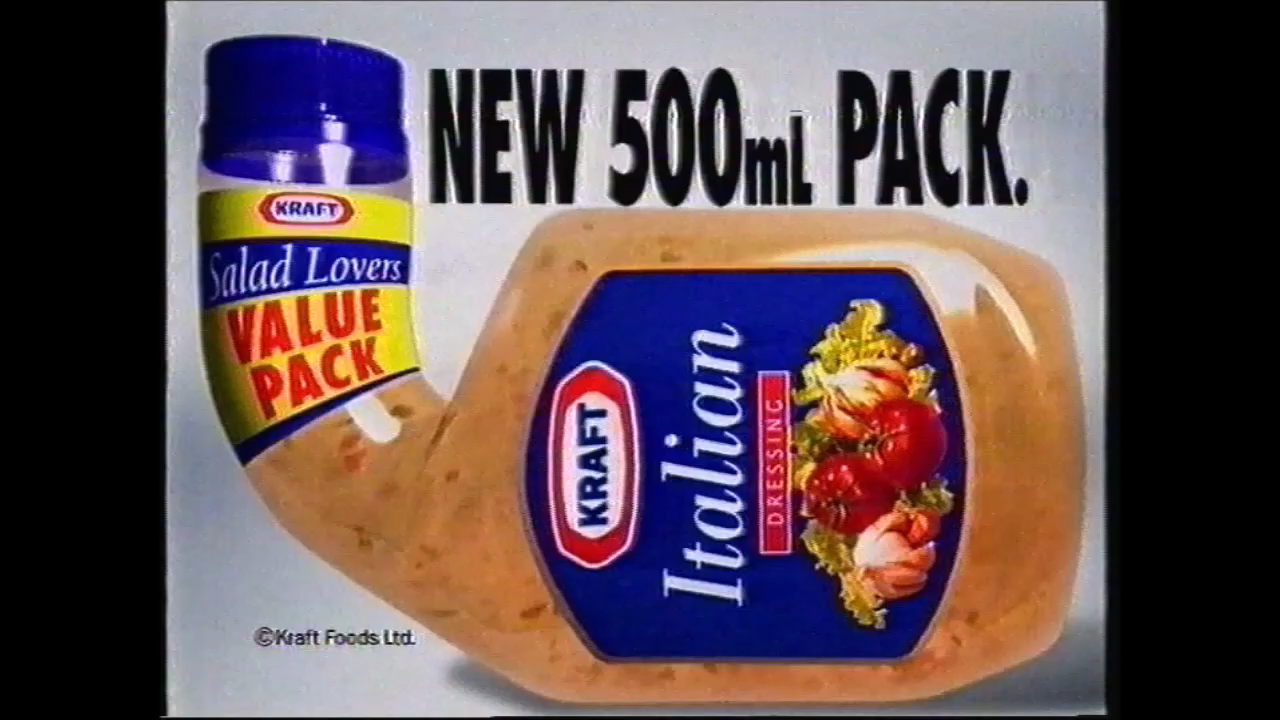 NEW 500mL PACK.
KRAFT
Salad Lovers
VALUE
PACK
KRAFT
Italian
DRESSING
©Kraft Foods Ltd.